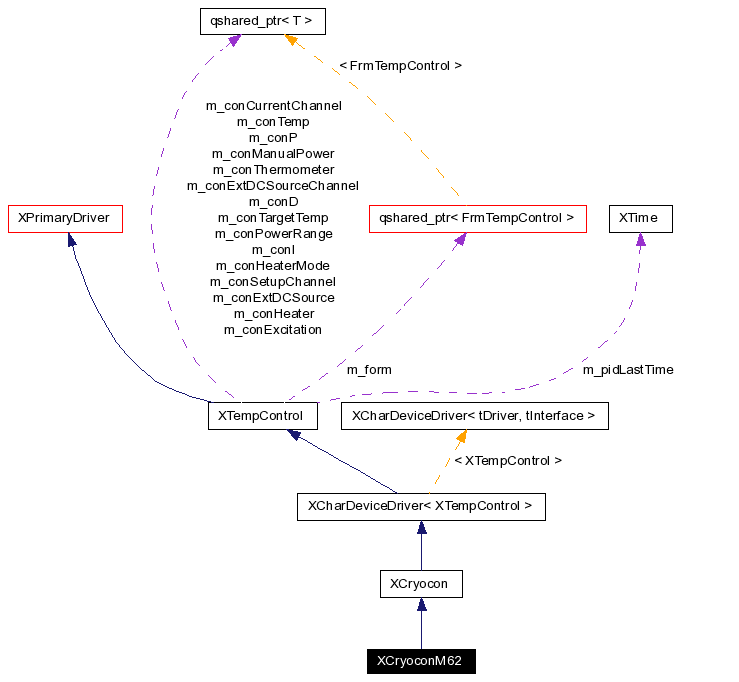 qshared_ptr< T >
< FrmTempControl >
m_conCurrentChannel
m_conTemp
m_conP
m_conManualPower
m_conThermometer
m_conExtDCSourceChannel
m_conD
m_conTargetTemp
m_conPowerRange
m_conI
m_conHeaterMode
m_conSetupChannel
m_conExtDCSource
m_conHeater
m_conExcitation
XPrimaryDriver
qshared_ptr< FrmTempControl >
XTime
m_form
m_pidLastTime
XTempControl
XCharDeviceDriver< tDriver, tInterface >
< XTempControl >
XCharDeviceDriver< XTempControl >
XCryocon
XCryoconM62